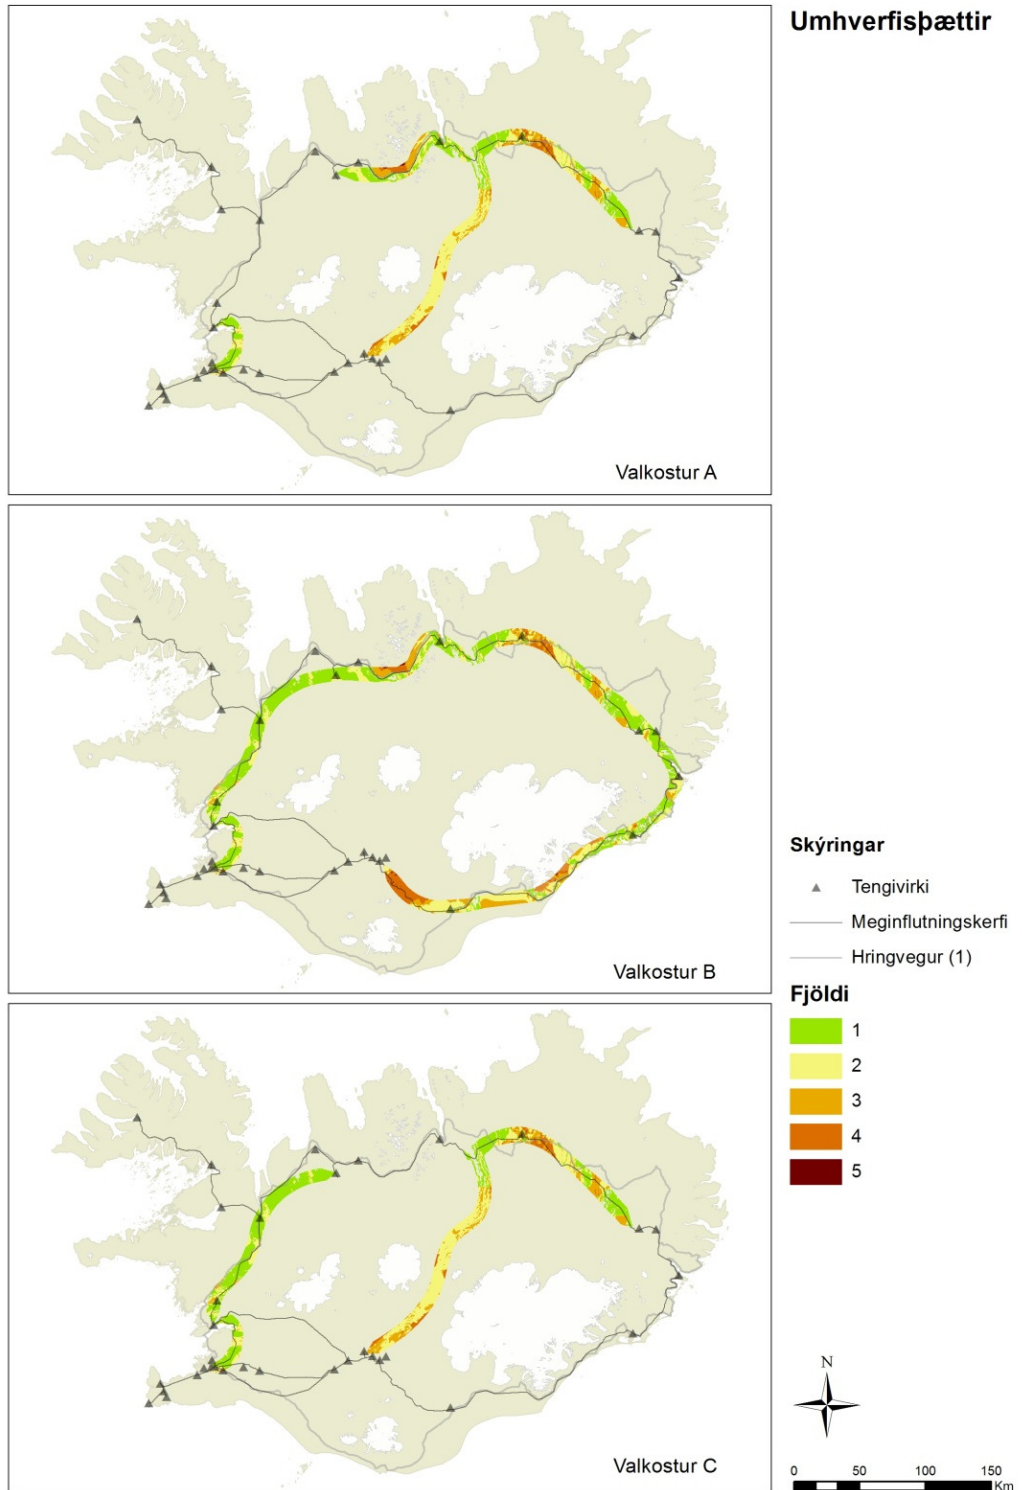 Umhverfisþættir
Valkostur A
Valkostur B
Valkostur C
Skýringar
Tengivirki
Meginflutningskerfi
Hringvegur (1)
Fjöldi
1
2
3
4
5
N
0 50 100 150
Km